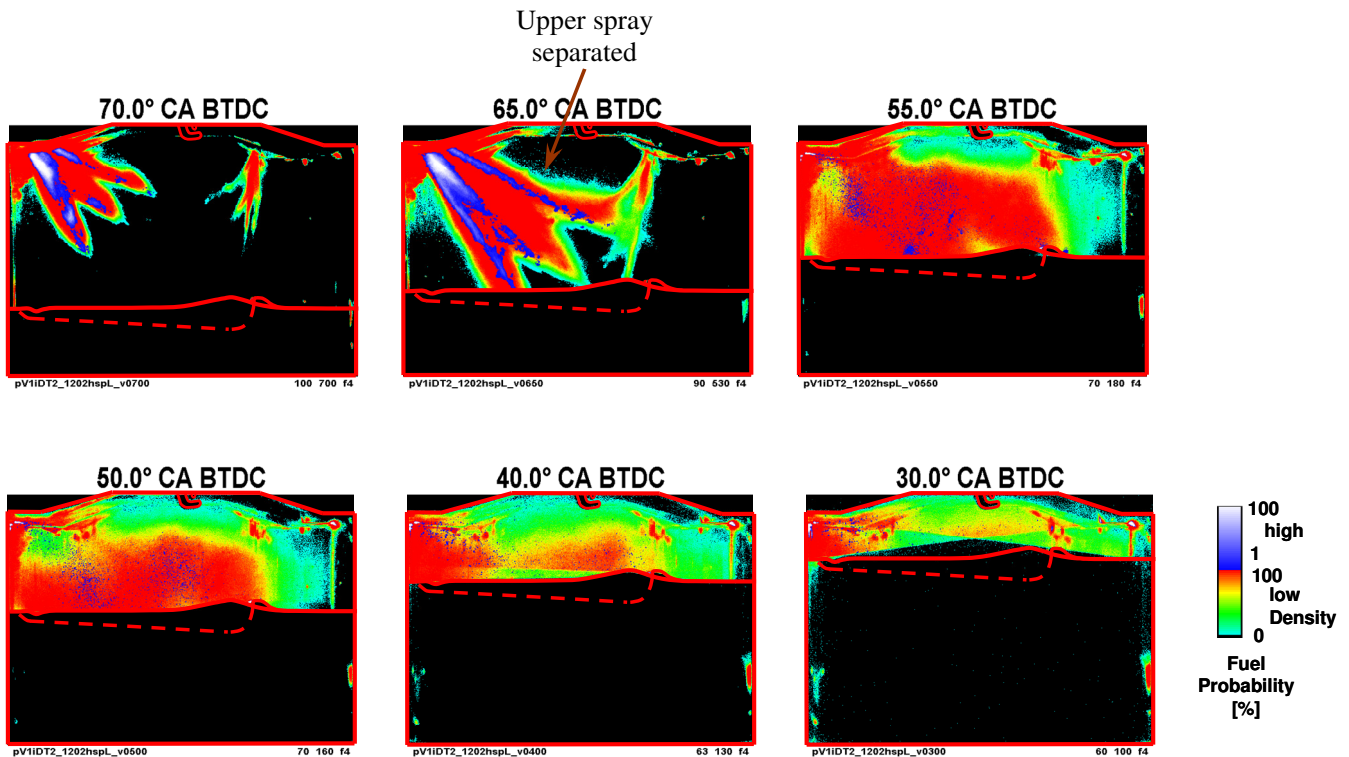 Upper spray
separated
70.0° CA BTDC
65.0° CA BTDC
55.0° CA BTDC
pV1iDT2_1202hspL_v0700 100 700 f4
pV1iDT2_1202hspL_v0650 90 530 f4
pV1iDT2_1202hspL_v0550 70 180 f4
50.0° CA BTDC
40.0° CA BTDC
30.0° CA BTDC
pV1iDT2_1202hspL_v0500 70 160 f4
pV1iDT2_1202hspL_v0400 63 130 f4
pV1iDT2_1202hspL_v0300 60 100 f4
100
high
1
100
low
Density
0
Fuel
Probability
[%]